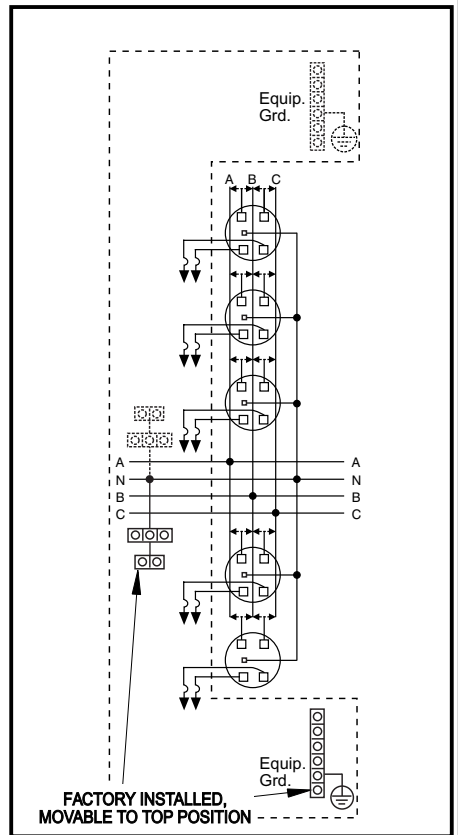 Equip.
Grd.
A B C
A A
N N
B B
C C
Equip.
Grd.
FACTORY INSTALLED,
MOVABLE TO TOP POSITION